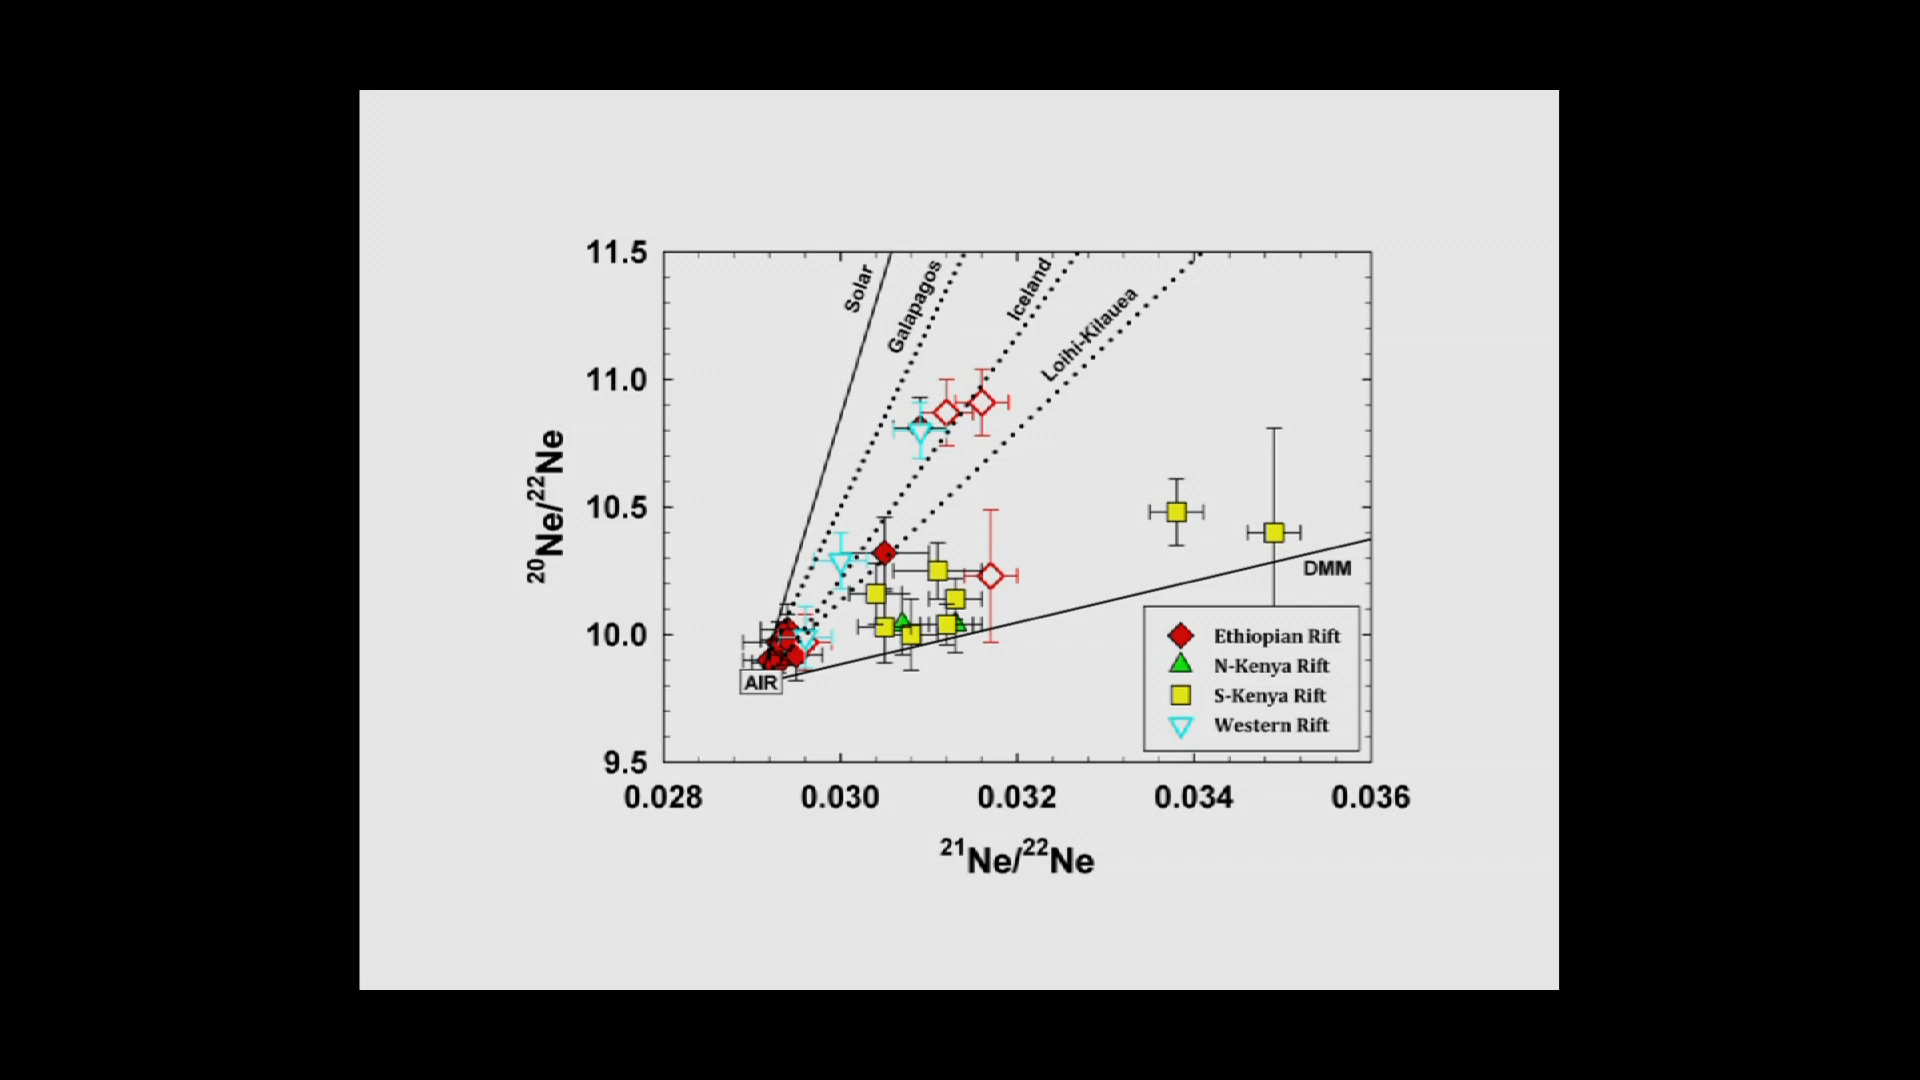 11.5
11.0
10.5
10.0
9.5
20Ne/22Ne
Solar
Galapagos
Iceland
Loihi-Kilauea
DMM
AIR
Ethiopian Rift
N-Kenya Rift
S-Kenya Rift
Western Rift
0.028 0.030 0.032 0.034 0.036
21Ne/22Ne